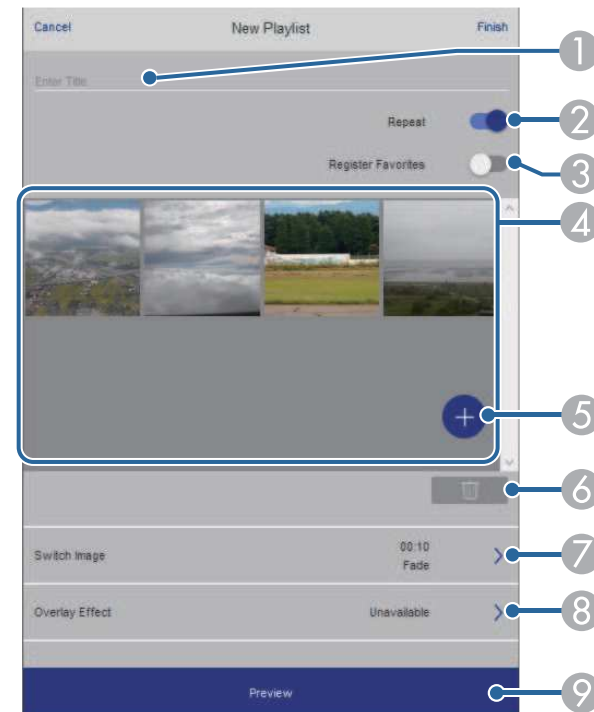 Cancel New Playlist Finish
Enter Title
1
Repeat
2
Register Favorites
3
4
+
5
6
Switch Image 00:10
Fade
7
Overlay Effect Unavailable
8
Preview
9